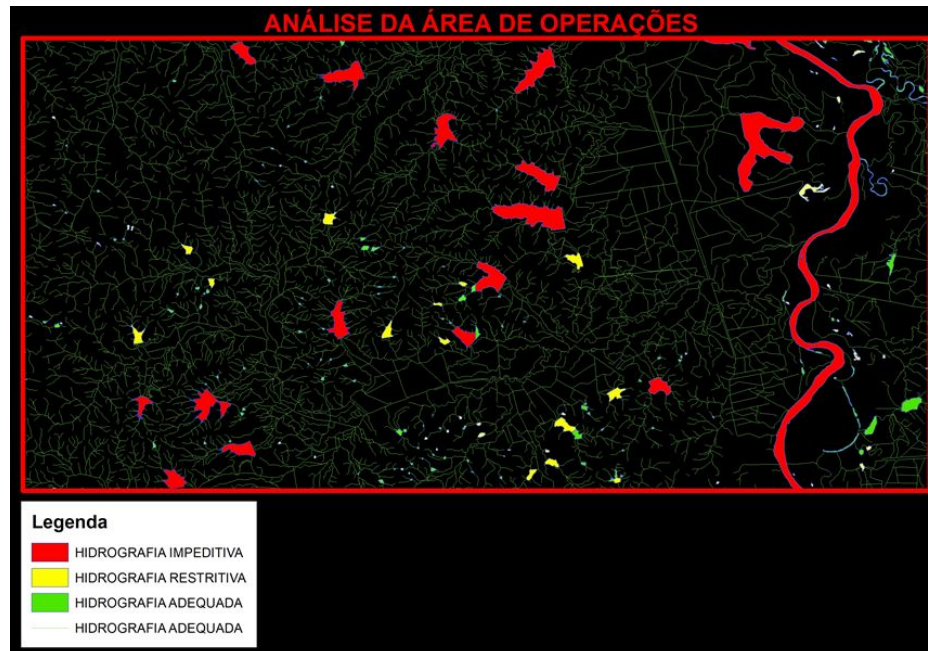 ANÁLISE DA ÁREA DE OPERAÇÕES
Legenda
HIDROGRAFIA IMPEDITIVA
HIDROGRAFIA RESTRITIVA
HIDROGRAFIA ADEQUADA
HIDROGRAFIA ADEQUADA